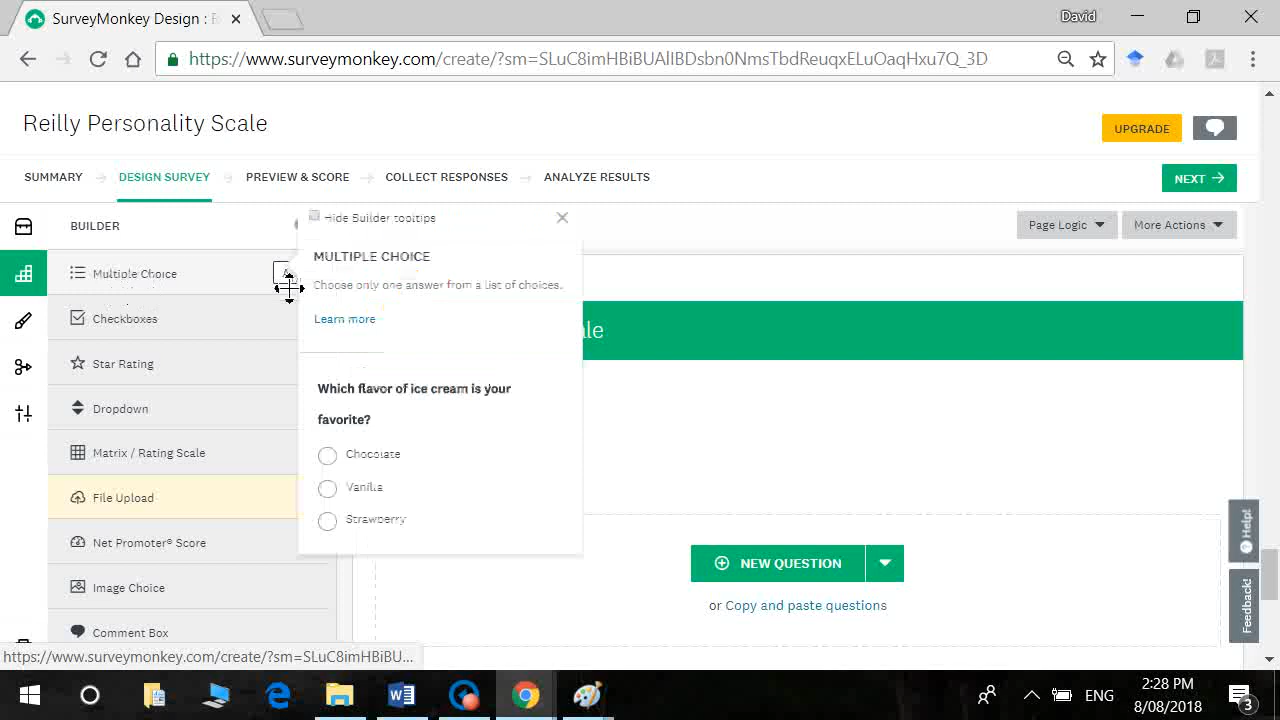 SurveyMonkey Design :
David
https://www.surveymonkey.com/create/?sm=SLuC8imHBiBUAlIBDsbn0NmsTbdReuqxELuOaqHxu7Q_3D
Reilly Personality Scale
UPGRADE
SUMMARY DESIGN SURVEY PREVIEW & SCORE COLLECT RESPONSES ANALYZE RESULTS NEXT
BUILDER
Hide Builder tooltips
Page Logic
More Actions
MULTIPLE CHOICE
Multiple Choice
Choose only one answer from a list of choices.
Checkboxes
Learn more
Star Rating
Which flavor of ice cream is your
favorite?
Dropdown
Matrix / Rating Scale
Chocolate
Vanilla
Strawberry
File Upload
Net Promoter® Score
Image Choice
Comment Box
NEW QUESTION
or Copy and paste questions
Help!
Feedback!
https://www.surveymonkey.com/create/?sm=SLuC8imHBiBU...
ENG
2:28 PM
8/08/2018
3